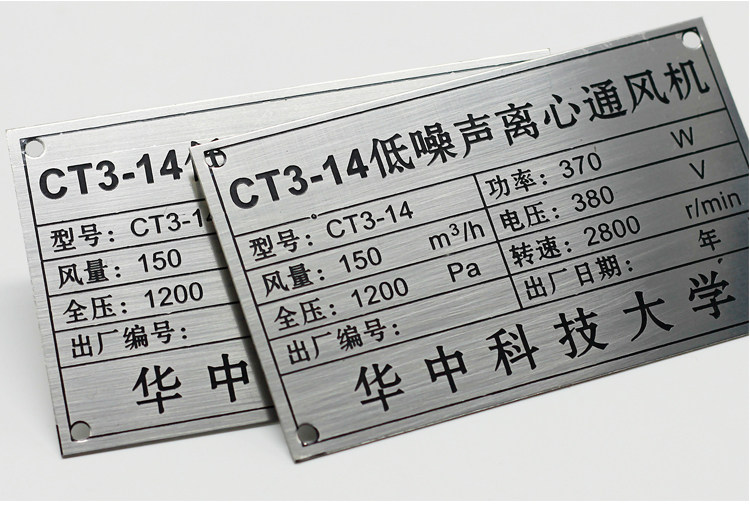 CT3-14低噪声离心通风机
型号：CT3-14 功率：370 W
风量：150 m³/h 电压：380 V
全压：1200 Pa 转速：2800 r/min
出厂编号： 出厂日期： 年
华中科技大学
CT3-14低
型号：CT3-14
风量：150
全压：1200
出厂编号：
华中